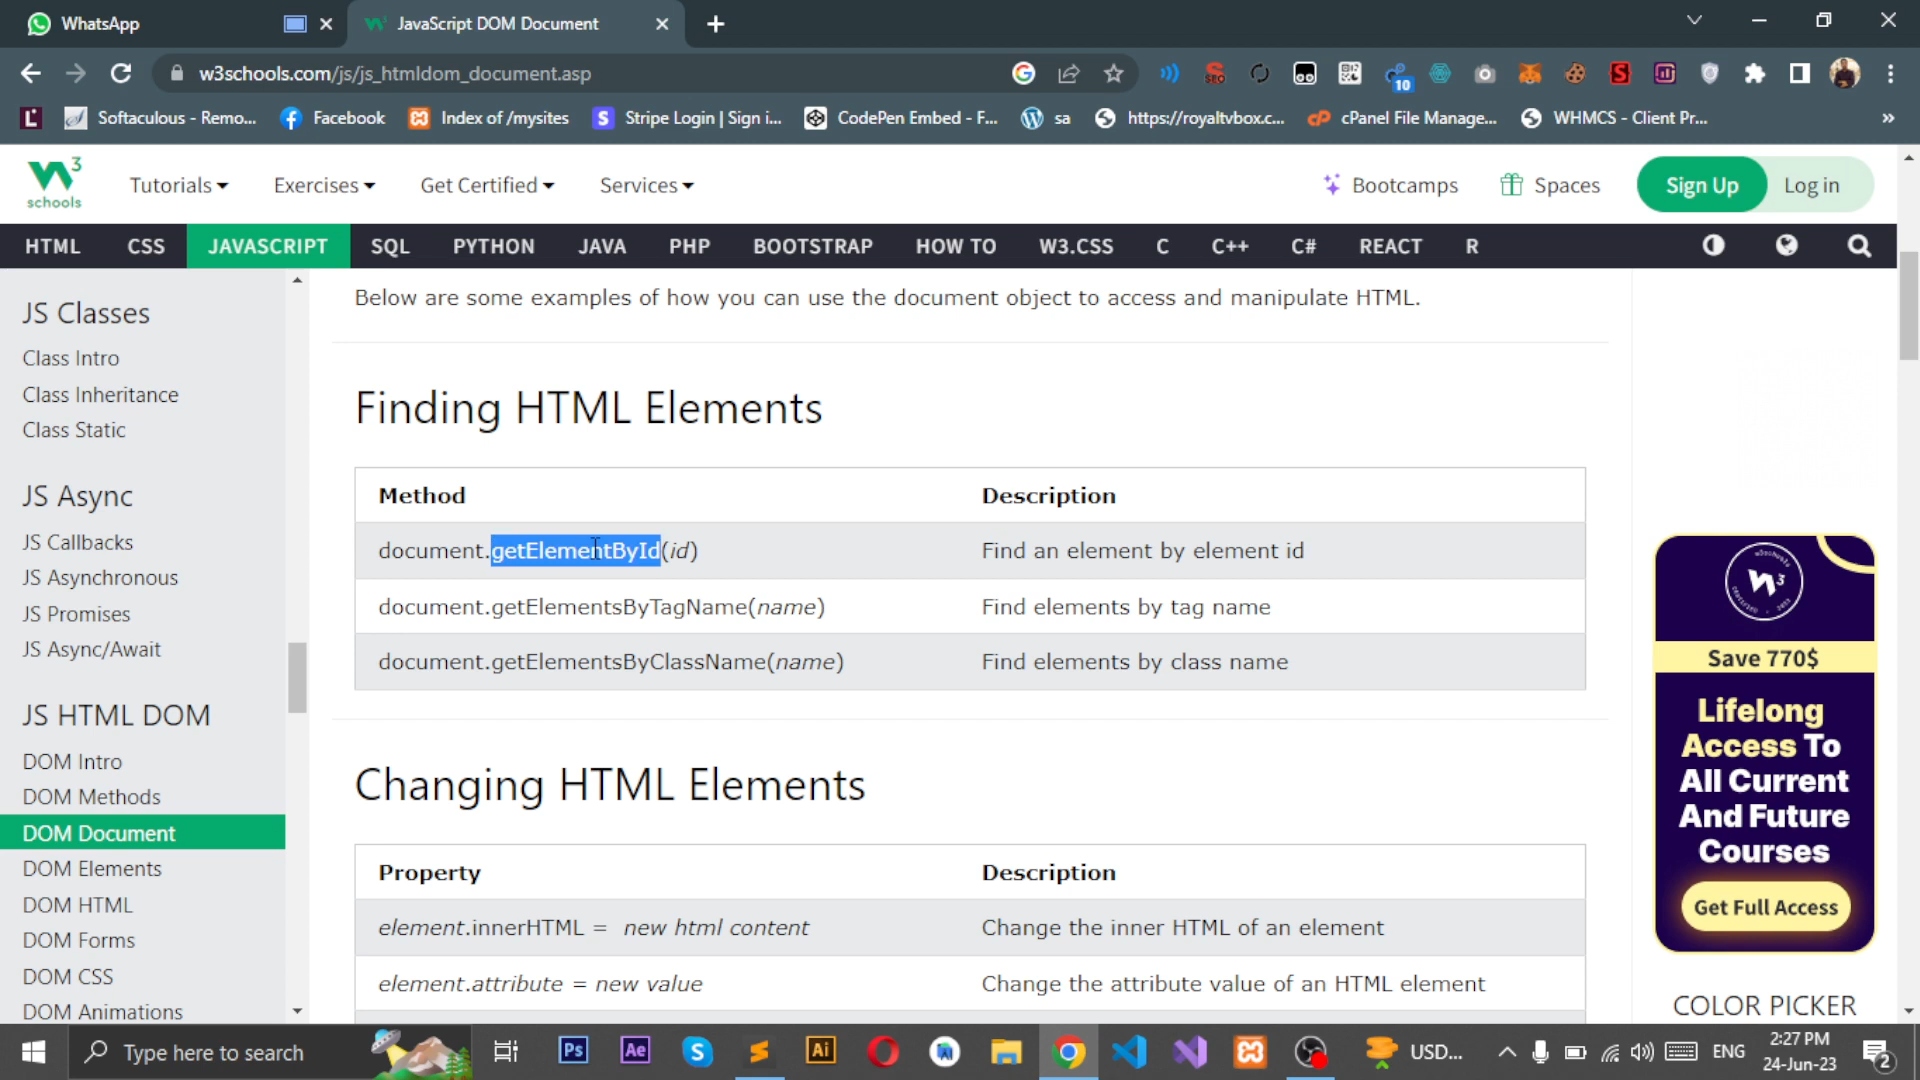 WhatsApp
JavaScript DOM Document
w3schools.com/js/js_htmldom_document.asp
10
Softaculous - Remo...
Facebook
Index of /mysites
Stripe Login | Sign i...
CodePen Embed - F...
sa
https://royaltvbox.c...
cPanel File Manage...
WHMCS - Client Pr...
w3 schools
Tutorials
Exercises
Get Certified
Services
Bootcamps
Spaces
Sign Up
Log in
HTML
CSS
JAVASCRIPT
SQL
PYTHON
JAVA
PHP
BOOTSTRAP
HOW TO
W3.CSS
C
C++
C#
REACT
R
JS Classes
Class Intro
Class Inheritance
Class Static
JS Async
JS Callbacks
JS Asynchronous
JS Promises
JS Async/Await
JS HTML DOM
DOM Intro
DOM Methods
DOM Document
DOM Elements
DOM HTML
DOM Forms
DOM CSS
DOM Animations
Below are some examples of how you can use the document object to access and manipulate HTML.
Finding HTML Elements
Method Description
document.getElementById(id) Find an element by element id
document.getElementsByTagName(name) Find elements by tag name
document.getElementsByClassName(name) Find elements by class name
Changing HTML Elements
Property Description
element.innerHTML = new html content Change the inner HTML of an element
element.attribute = new value Change the attribute value of an HTML element
Save 770$
Lifelong
Access To
All Current
And Future
Courses
Get Full Access
COLOR PICKER
Type here to search
Ps
Ae
Ai
USD...
ENG
2:27 PM
24-Jun-23
2